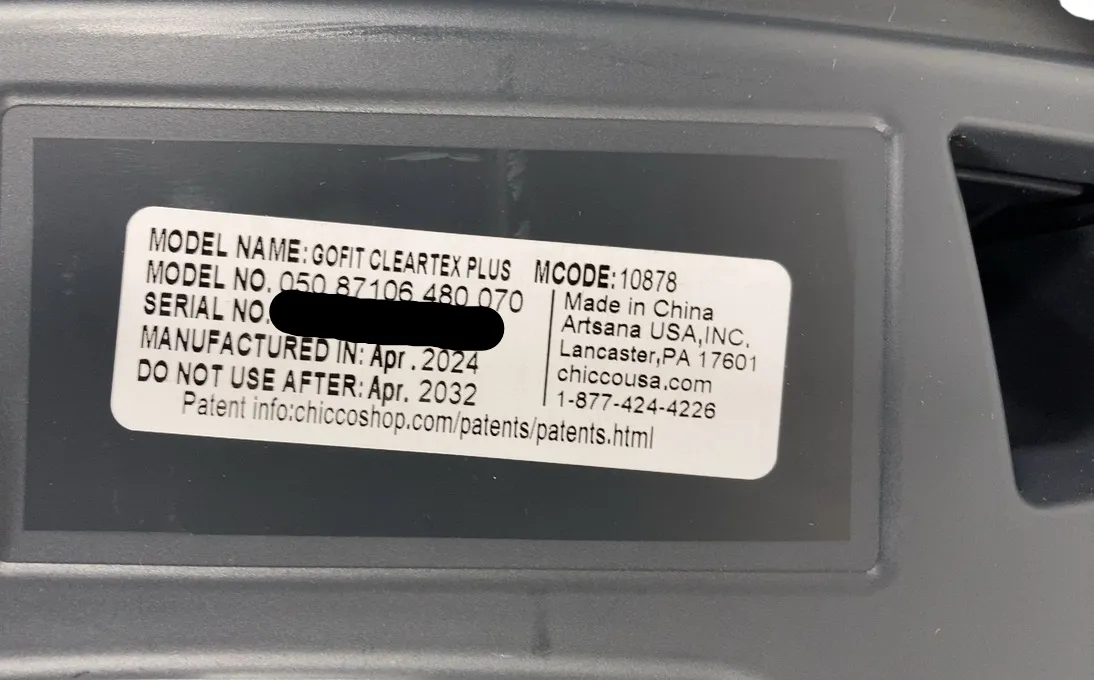 MODEL NAME: GOFIT CLEARTEX PLUS MCODE: 10878
MODEL NO. 050 87106 480 070
SERIAL NO.
MANUFACTURED IN: Apr. 2024
DO NOT USE AFTER: Apr. 2032
Made in China
Artsana USA,INC.
Lancaster,PA 17601
chiccousa.com
1-877-424-4226
Patent info:chiccoshop.com/patents/patents.html